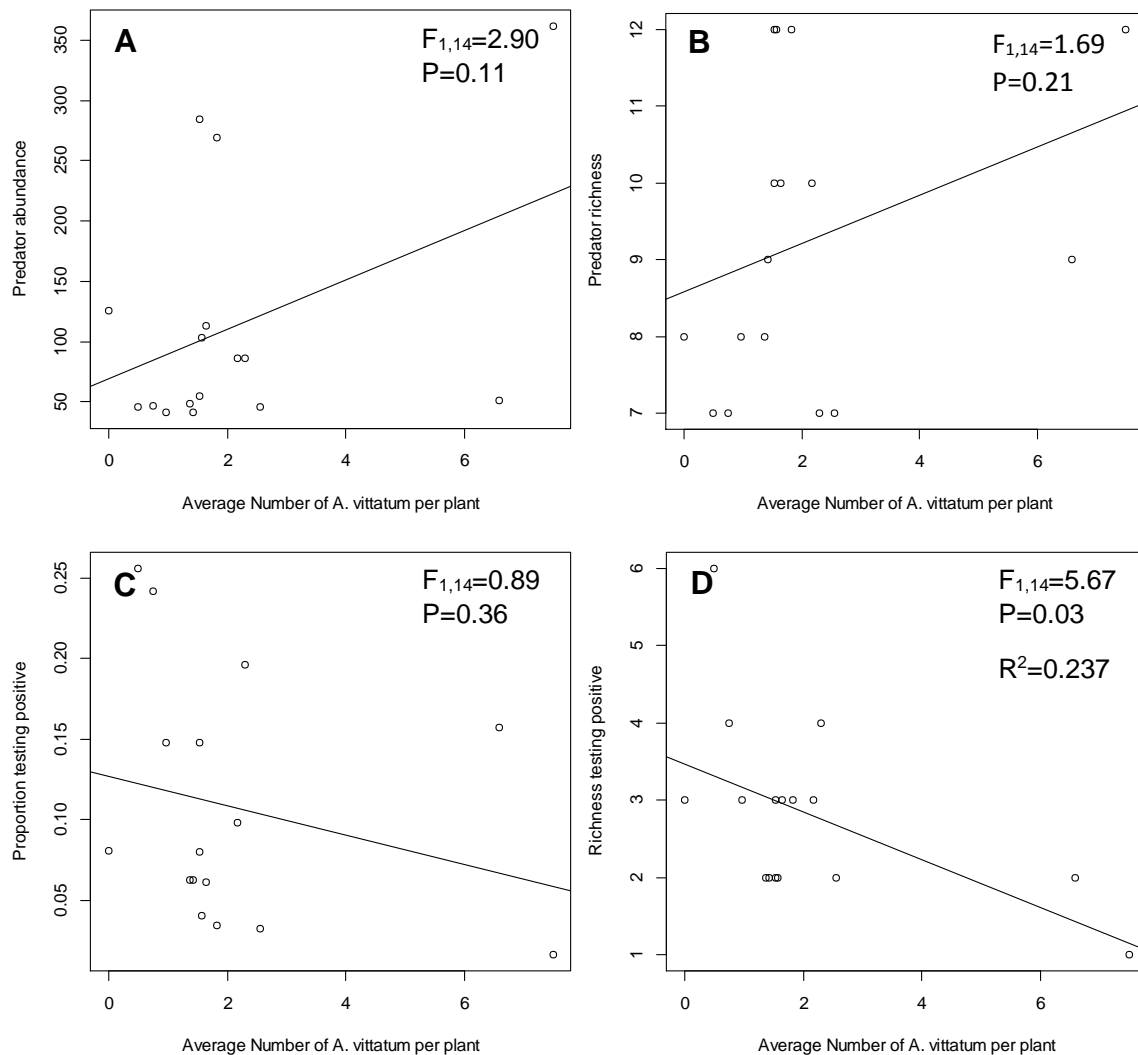 A
F1,14=2.90
P=0.11
Predator abundance
50
100
150
200
250
300
350
0 2 4 6
Average Number of A. vittatum per plant
B
F1,14=1.69
P=0.21
Predator richness
7
8
9
10
11
12
0 2 4 6
Average Number of A. vittatum per plant
C
F1,14=0.89
P=0.36
Proportion testing positive
0.05
0.10
0.15
0.20
0.25
0 2 4 6
Average Number of A. vittatum per plant
D
F1,14=5.67
P=0.03
R2=0.237
Richness testing positive
1
2
3
4
5
6
0 2 4 6
Average Number of A. vittatum per plant